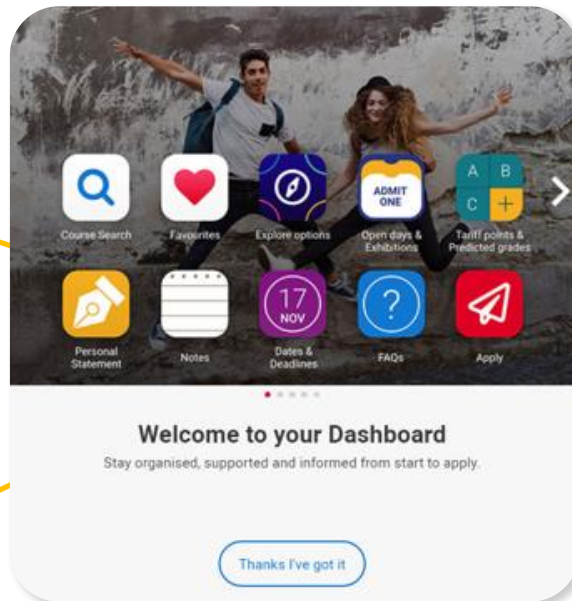 ADMIT
ONE
A B
C +
Course Search
Favourites
Explore options
Open days &
Exhibitions
Tariff points &
Predicted grades
17
NOV
?
Personal
Statement
Notes
Dates &
Deadlines
FAQs
Apply
Welcome to your Dashboard
Stay organised, supported and informed from start to apply.
Thanks I've got it